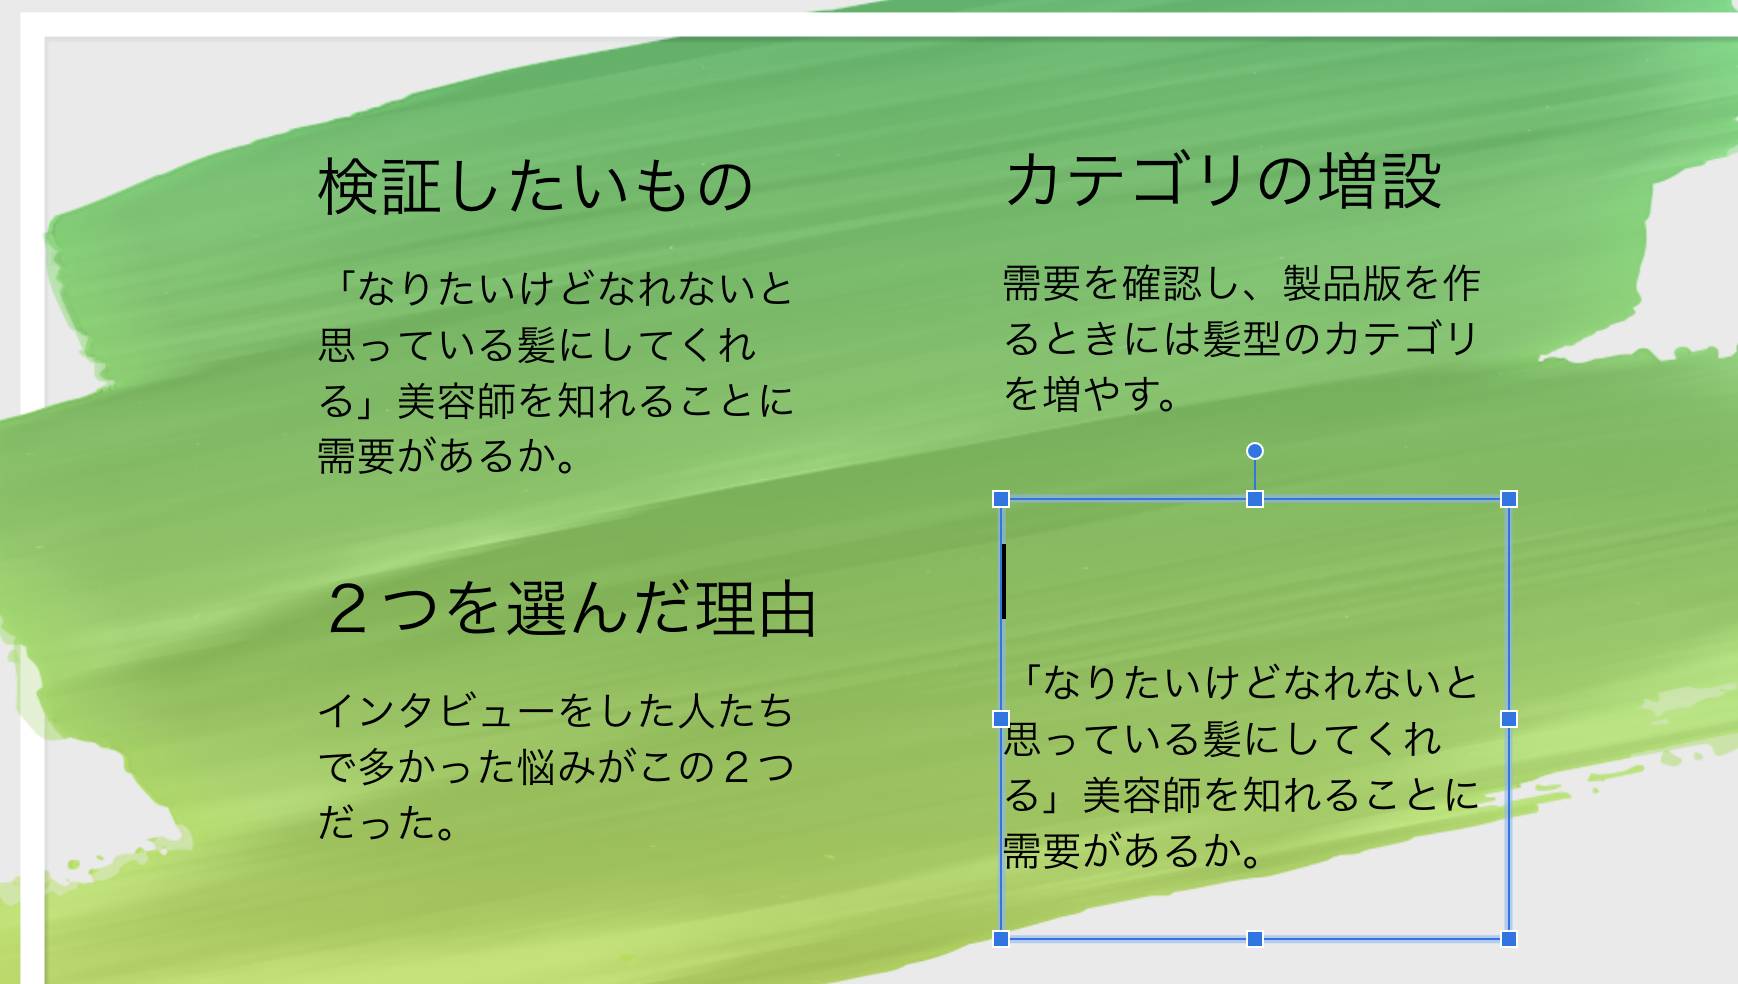 検証したいもの
「なりたいけどなれないと
思っている髪にしてくれ
る」美容師を知れることに
需要があるか。
カテゴリの増設
需要を確認し、製品版を作
るときには髪型のカテゴリ
を増やす。
２つを選んだ理由
インタビューをした人たち
で多かった悩みがこの２つ
だった。
「なりたいけどなれないと
思っている髪にしてくれ
る」美容師を知れることに
需要があるか。